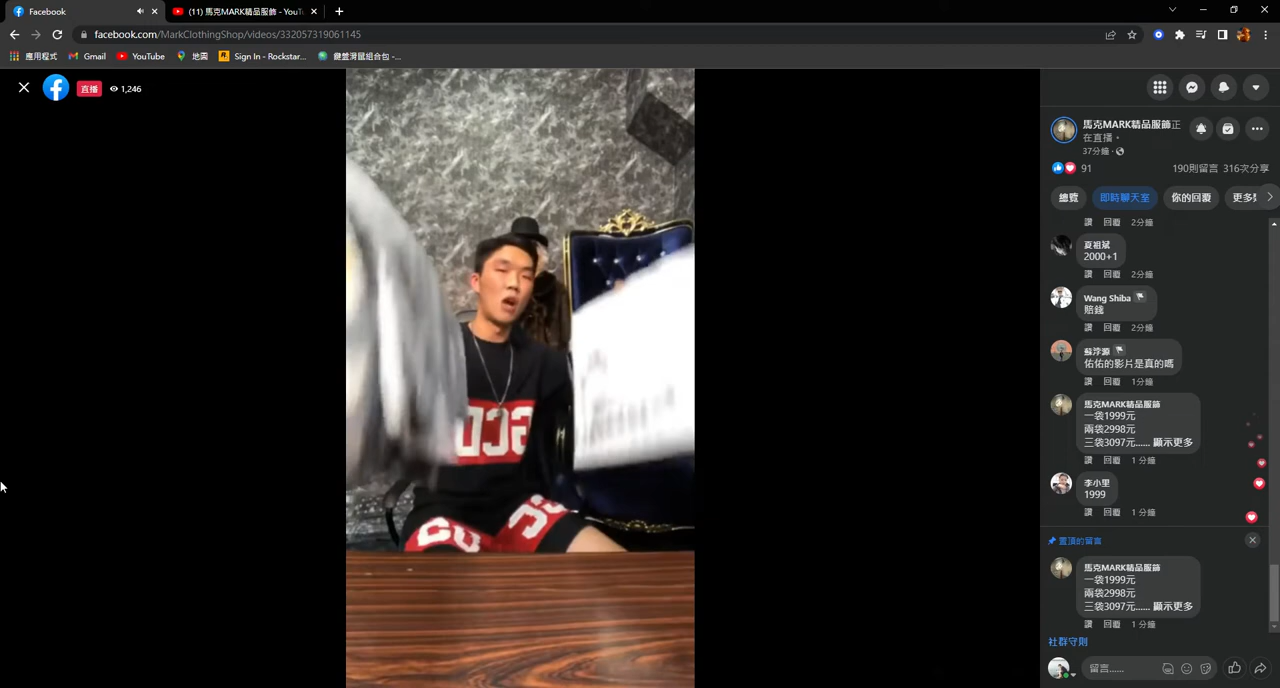 Facebook
(11) 馬克MARK精品服飾 - YouT
facebook.com/MarkClothingShop/videos/332057319061145
應用程式
Gmail
YouTube
地圖
Sign In - Rockstar...
鍵盤滑鼠組合包 -...
直播
1,246
馬克MARK精品服飾正
在直播。
37分鐘
91
190則留言 316次分享
總覽
即時聊天室
你的回覆
更多
讚 回覆 2分鐘
夏祖斌
2000+1
讚 回覆 2分鐘
Wang Shiba
賠錢
讚 回覆 2分鐘
佑佑的影片是真的嗎
讚 回覆 1分鐘
馬克MARK精品服飾
一袋1999元
兩袋2998元
三袋3097元...... 顯示更多
讚 回覆 1 分鐘
李小里
1999
讚 回覆 1 分鐘
置頂的留言
馬克MARK精品服飾
一袋1999元
兩袋2998元
三袋3097元...... 顯示更多
讚 回覆 1 分鐘
社群守則
留言......